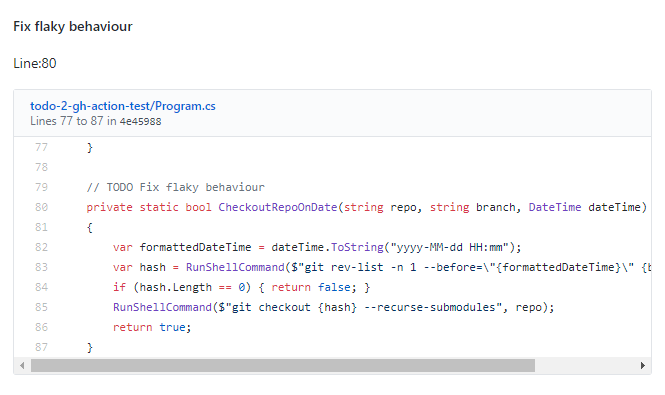 Fix flaky behaviour
Line:80
todo-2-gh-action-test/Program.cs
Lines 77 to 87 in 4e45988
77 }
78
79 // TODO Fix flaky behaviour
80 private static bool CheckoutRepoOnDate(string repo, string branch, DateTime dateTime)
81 {
82 var formattedDateTime = dateTime.ToString("yyyy-MM-dd HH:mm");
83 var hash = RunShellCommand($"git rev-list -n 1 --before=\"{formattedDateTime}\" {b
84 if (hash.Length == 0) { return false; }
85 RunShellCommand($"git checkout {hash} --recurse-submodules", repo);
86 return true;
87 }